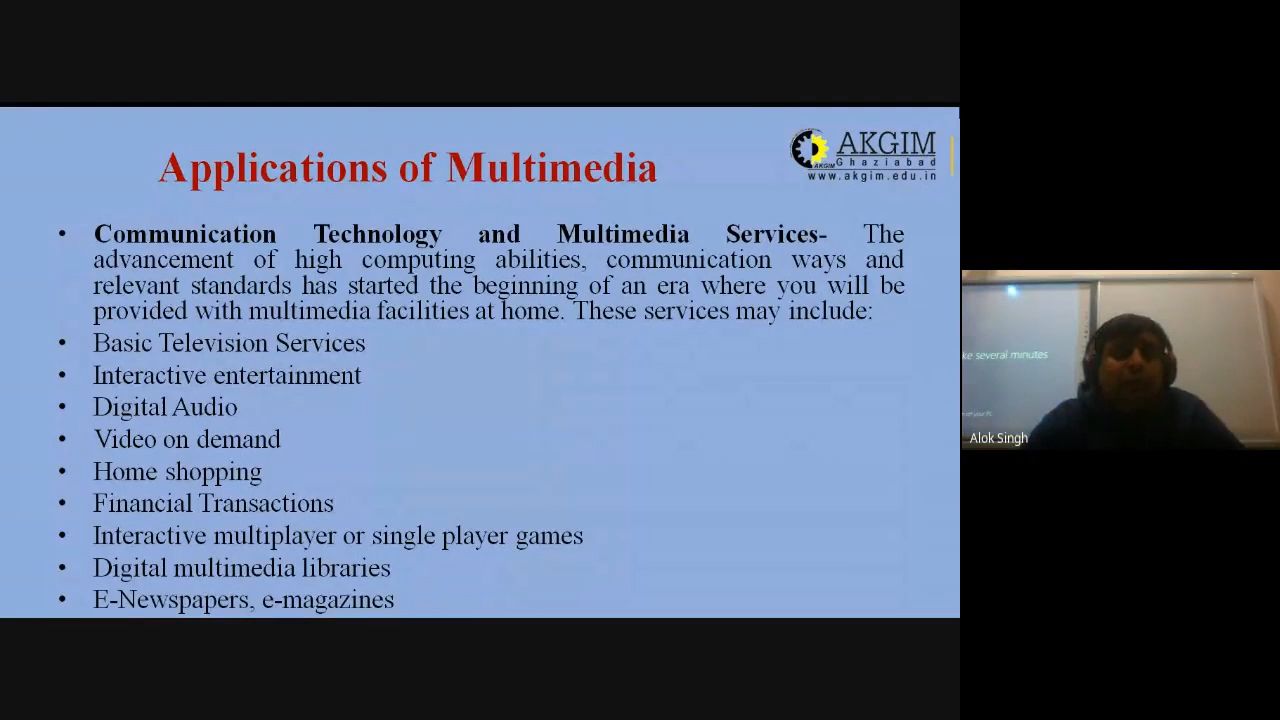 Applications of Multimedia
AKGIM
AKGIM
Ghaziabad
www.akgim.edu.in
• Communication Technology and Multimedia Services- The
advancement of high computing abilities, communication ways and
relevant standards has started the beginning of an era where you will be
provided with multimedia facilities at home. These services may include:
• Basic Television Services
• Interactive entertainment
• Digital Audio
• Video on demand
• Home shopping
• Financial Transactions
• Interactive multiplayer or single player games
• Digital multimedia libraries
• E-Newspapers, e-magazines
ke several minutes
Alok Singh